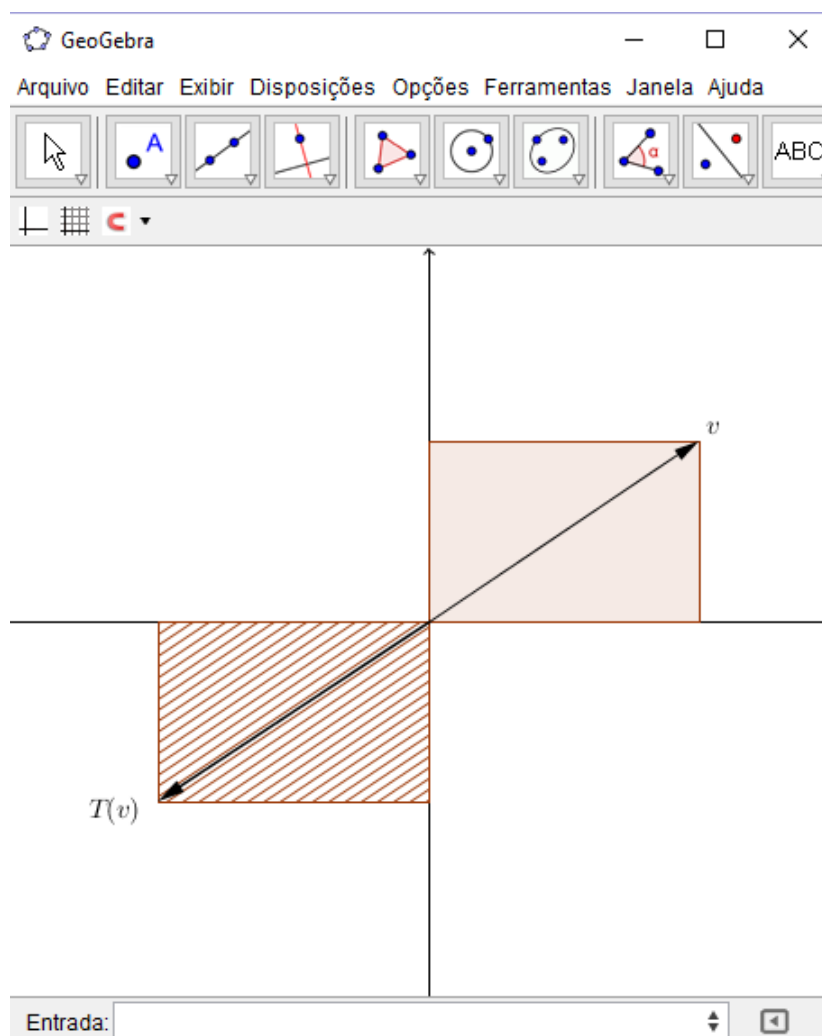 GeoGebra
Arquivo Editar Exibir Disposições Opções Ferramentas Janela Ajuda
A
α
ABC
v
T(v)
Entrada: